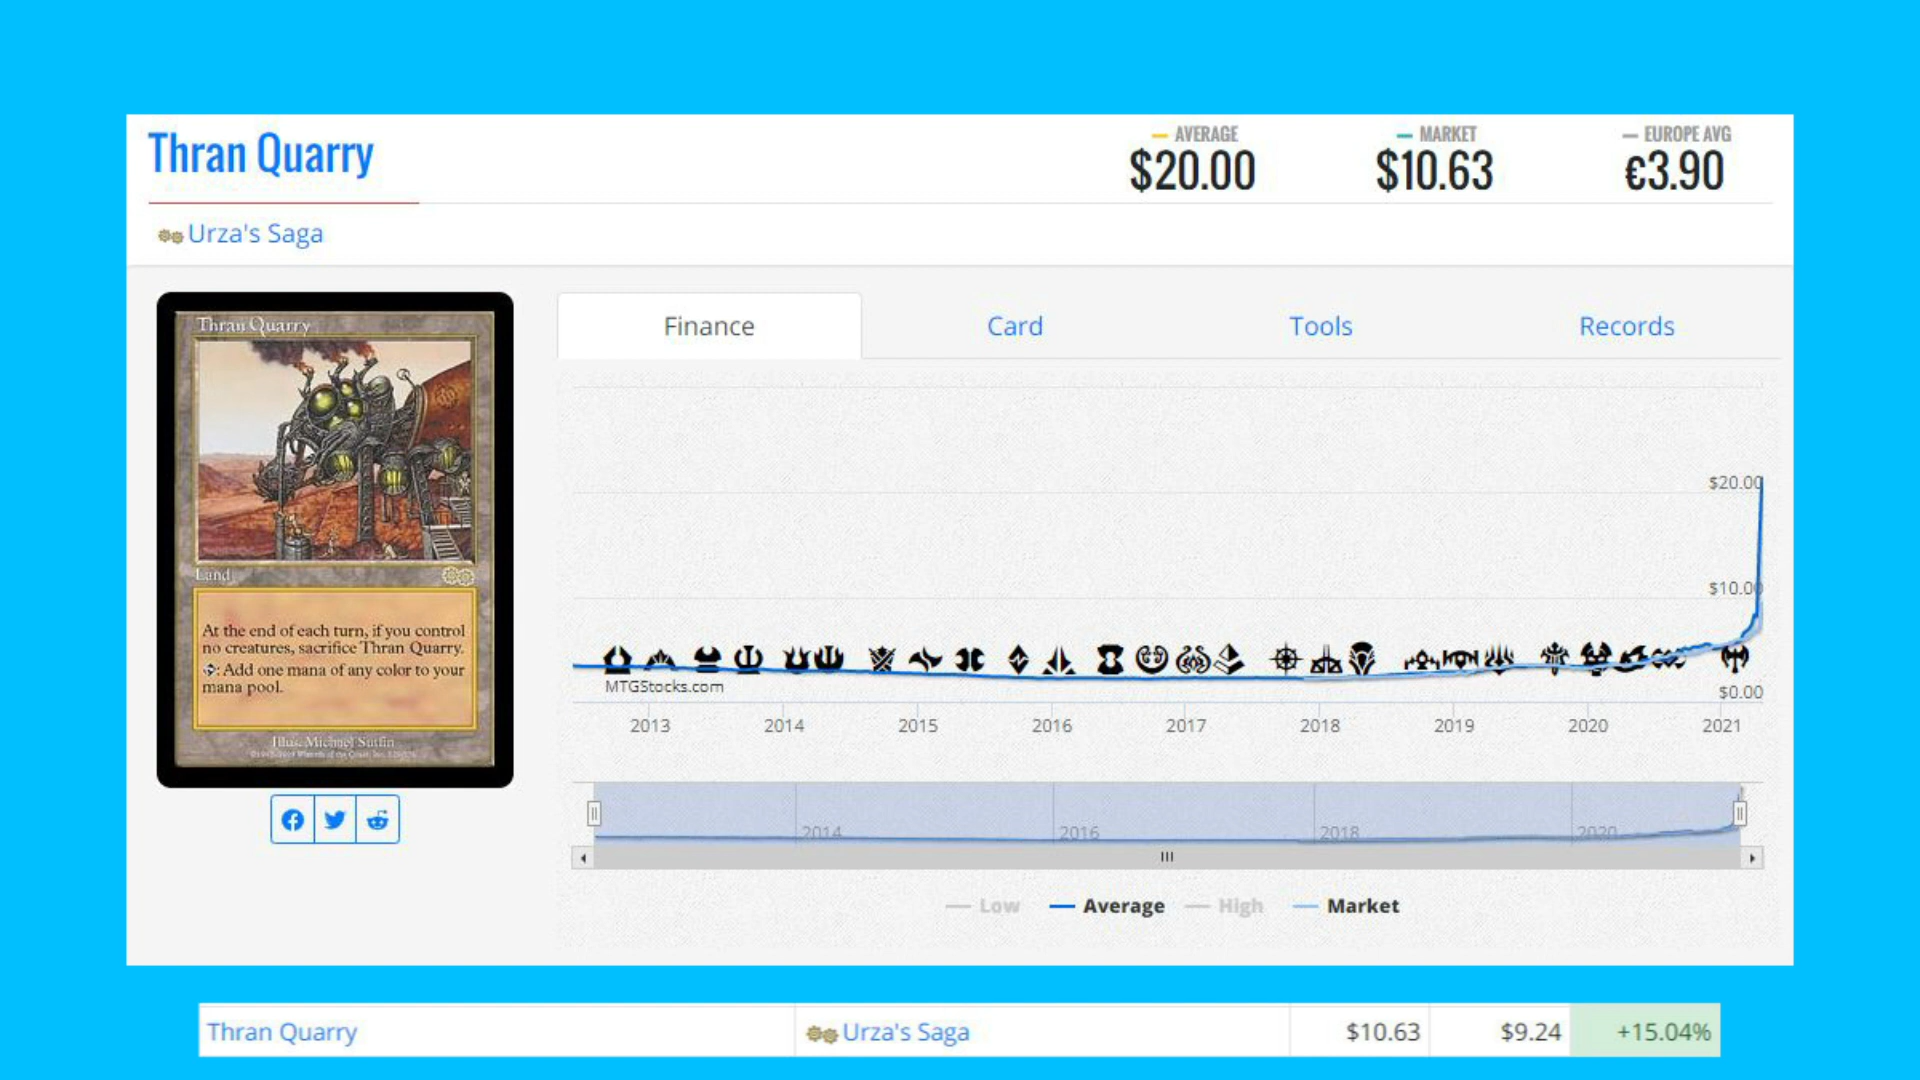 Thran Quarry
AVERAGE
$20.00
MARKET
$10.63
EUROPE AVG
€3.90
Urza's Saga
Thran Quarry
Land
At the end of each turn, if you control
no creatures, sacrifice Thran Quarry.
: Add one mana of any color to your
mana pool.
Illus. Michael Sutfin
Finance
Card
Tools
Records
$20.00
$10.00
$0.00
MTGStocks.com
2013
2014
2015
2016
2017
2018
2019
2020
2021
2014
2016
2018
2020
Low
Average
High
Market
Thran Quarry
Urza's Saga
$10.63
$9.24
+15.04%